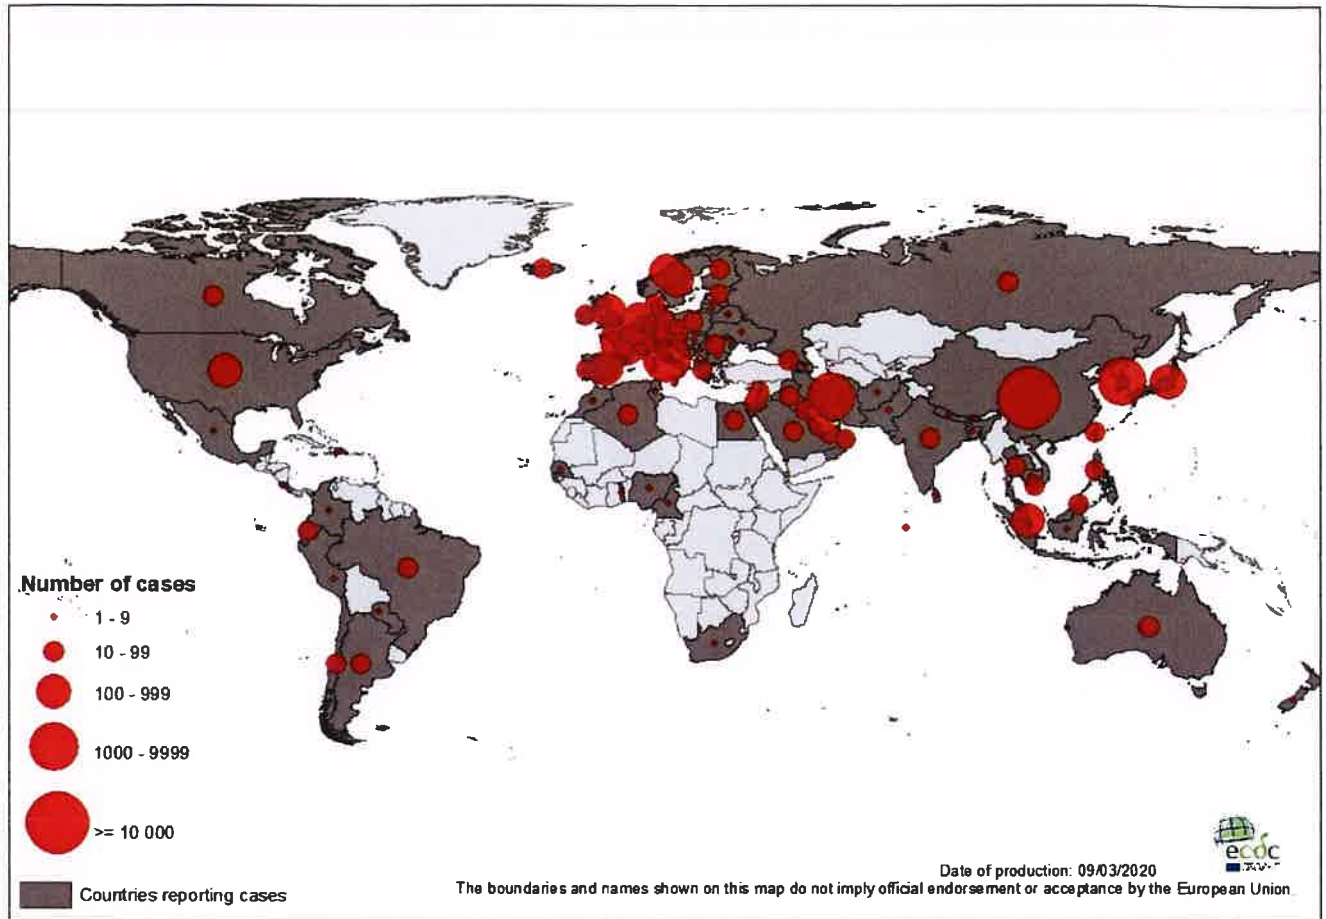 Number of cases
1 - 9
10 - 99
100 - 999
1000 - 9999
>= 10 000
Countries reporting cases
ecdc
Date of production: 09/03/2020
The boundaries and names shown on this map do not imply official endorsement or acceptance by the European Union